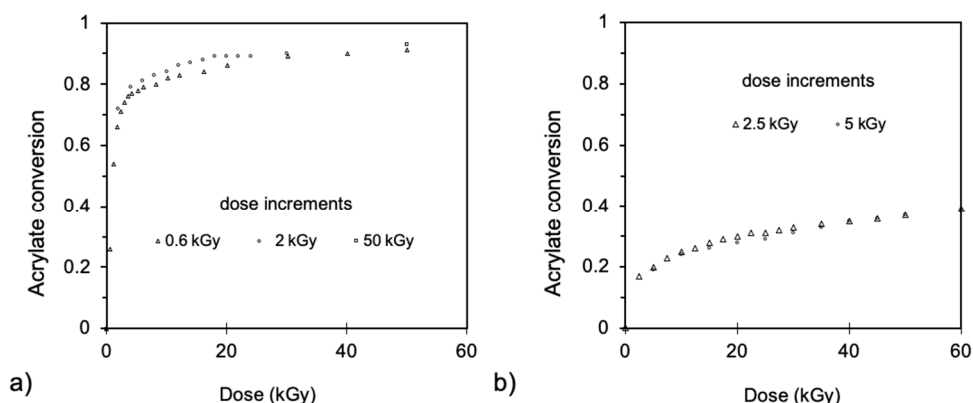 1
0.8
0.6
0.4
0.2
0
Acrylate conversion
dose increments
0.6 kGy 2 kGy 50 kGy
0 20 40 60
Dose (kGy)
a)
1
0.8
0.6
0.4
0.2
0
Acrylate conversion
dose increments
2.5 kGy 5 kGy
0 20 40 60
Dose (kGy)
b)